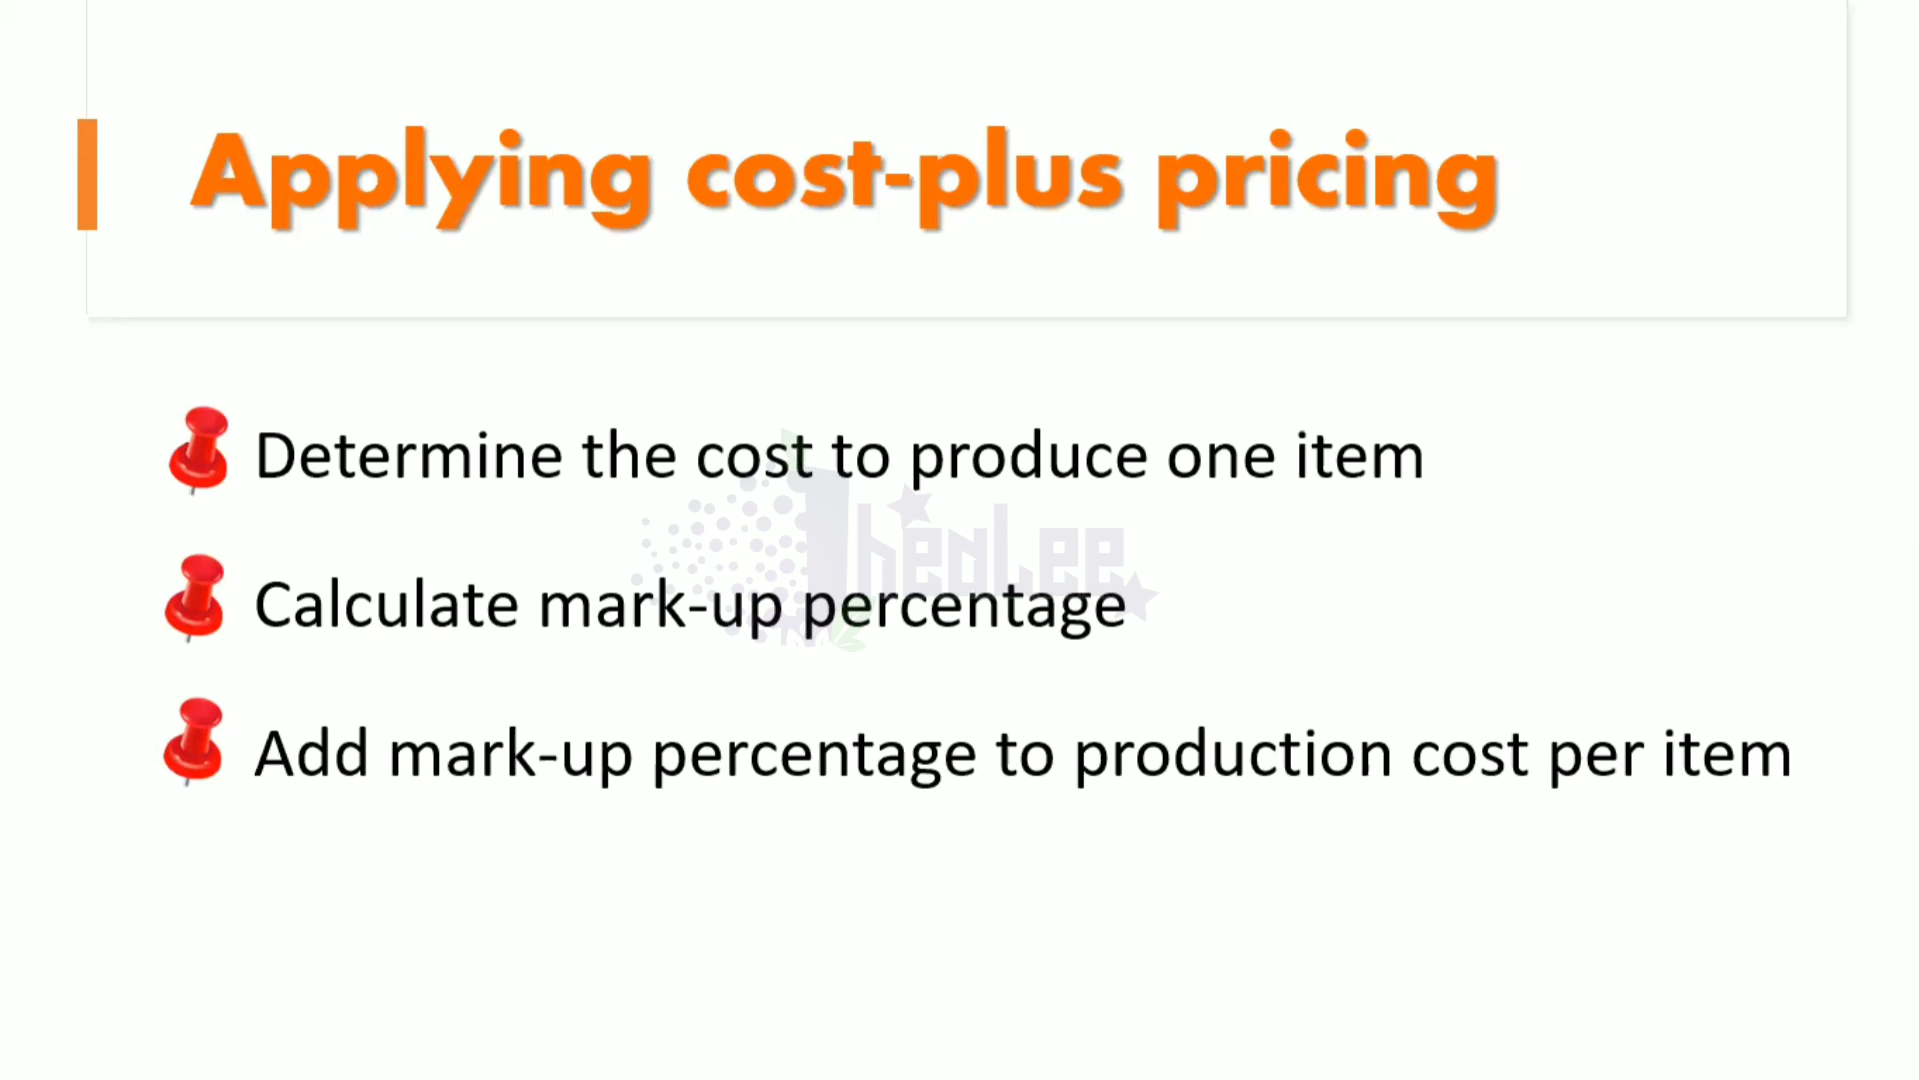 Applying cost-plus pricing
Determine the cost to produce one item
Calculate mark-up percentage
Add mark-up percentage to production cost per item